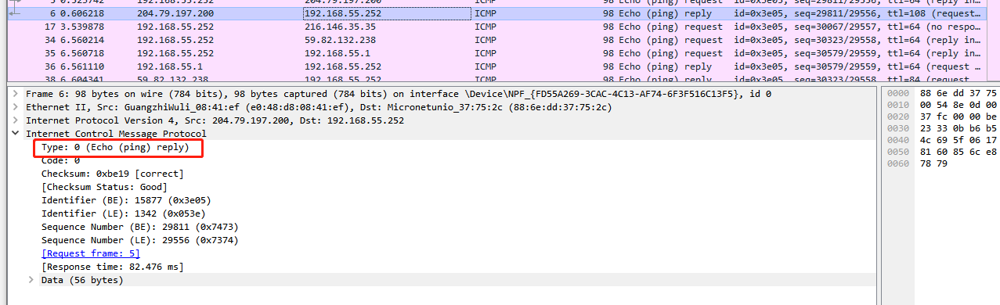 5 0.525742 192.168.55.252 204.79.197.200 ICMP 98 Echo (ping) request id=0x3e05, seq=29811/29556, ttl=64 (reply in...
6 0.606218 204.79.197.200 192.168.55.252 ICMP 98 Echo (ping) reply id=0x3e05, seq=29811/29556, ttl=108 (request...
17 3.539878 192.168.55.252 216.146.35.35 ICMP 98 Echo (ping) request id=0x3e05, seq=30067/29557, ttl=64 (no respo...
34 6.560214 192.168.55.252 59.82.132.238 ICMP 98 Echo (ping) request id=0x3e05, seq=30323/29558, ttl=64 (reply in...
35 6.560718 192.168.55.252 192.168.55.1 ICMP 98 Echo (ping) request id=0x3e05, seq=30579/29559, ttl=64 (reply in...
36 6.561110 192.168.55.1 192.168.55.252 ICMP 98 Echo (ping) reply id=0x3e05, seq=30579/29559, ttl=64 (request ...
38 6.604341 59.82.132.238 192.168.55.252 ICMP 98 Echo (ping) reply id=0x3e05, seq=30323/29558, ttl=84 (request ...
Frame 6: 98 bytes on wire (784 bits), 98 bytes captured (784 bits) on interface \Device\NPF_{FD55A269-3CAC-4C13-AF74-6F3F516C13F5}, id 0
Ethernet II, Src: GuangzhiWuli_08:41:ef (e0:48:d8:08:41:ef), Dst: Micronetunio_37:75:2c (88:6e:dd:37:75:2c)
Internet Protocol Version 4, Src: 204.79.197.200, Dst: 192.168.55.252
Internet Control Message Protocol
Type: 0 (Echo (ping) reply)
Code: 0
Checksum: 0xbe19 [correct]
[Checksum Status: Good]
Identifier (BE): 15877 (0x3e05)
Identifier (LE): 1342 (0x053e)
Sequence Number (BE): 29811 (0x7473)
Sequence Number (LE): 29556 (0x7374)
[Request frame: 5]
[Response time: 82.476 ms]
Data (56 bytes)
0000 88 6e dd 37 75
0010 00 54 8e 0d 00
0020 37 fc 00 00 be
0030 23 33 0b b6 b5
0040 4c 69 5f 06 17
0050 81 60 85 6c e8
0060 78 79